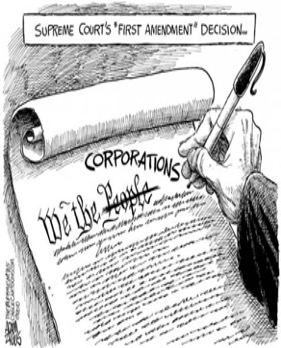 SUPREME COURT'S "FIRST AMENDMENT" DECISION...
CORPORATIONS
We the People